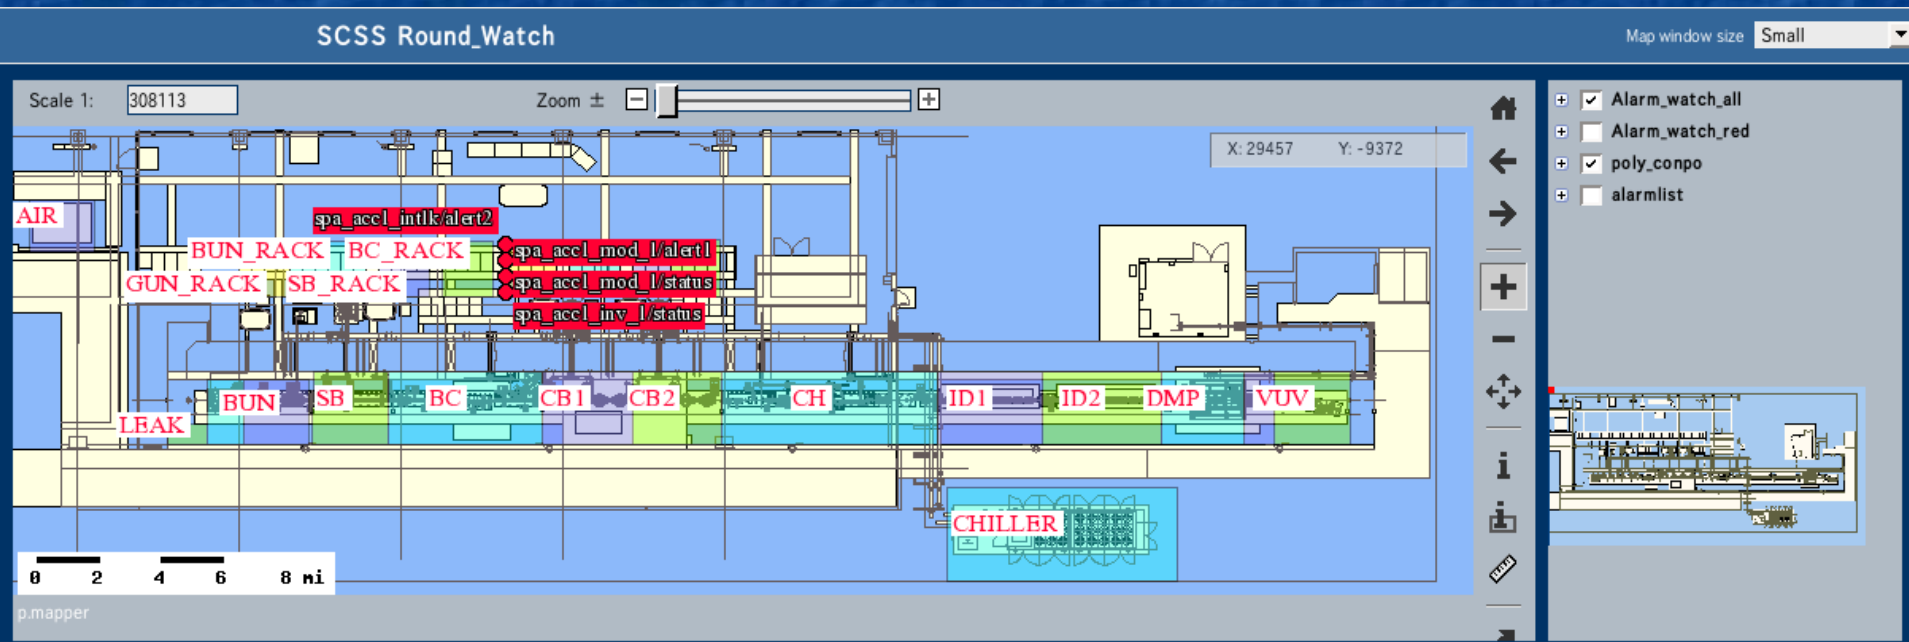 SCSS Round_Watch
Map window size Small
Scale 1: 308113
Zoom ±
X: 29457 Y: -9372
Alarm_watch_all
Alarm_watch_red
poly_conpo
alarmlist
AIR
spa_accl_intlk/alert2
BUN_RACK BC_RACK spa_accl_mod_1/alert1
GUN_RACK SB_RACK spa_accl_mod_1/status
spa_accl_inv_1/status
BUN SB BC CB1 CB2 CH ID1 ID2 DMP VUV
LEAK
CHILLER
0 2 4 6 8 mi
p.mapper